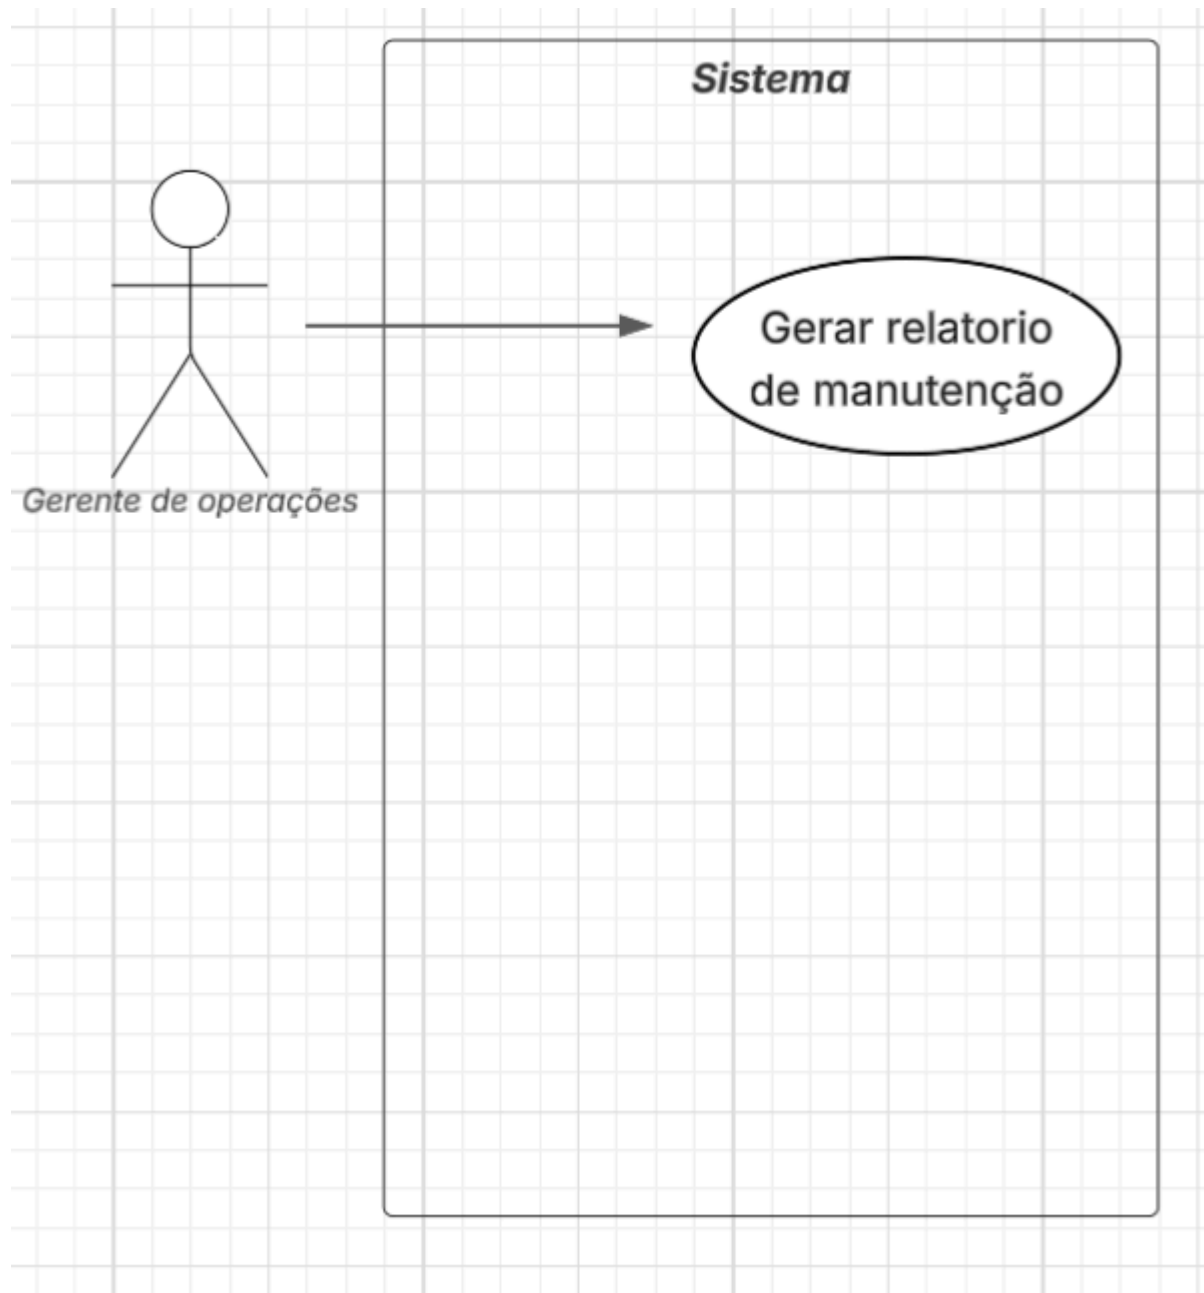 Sistema
Gerar relatorio
de manutenção
Gerente de operações